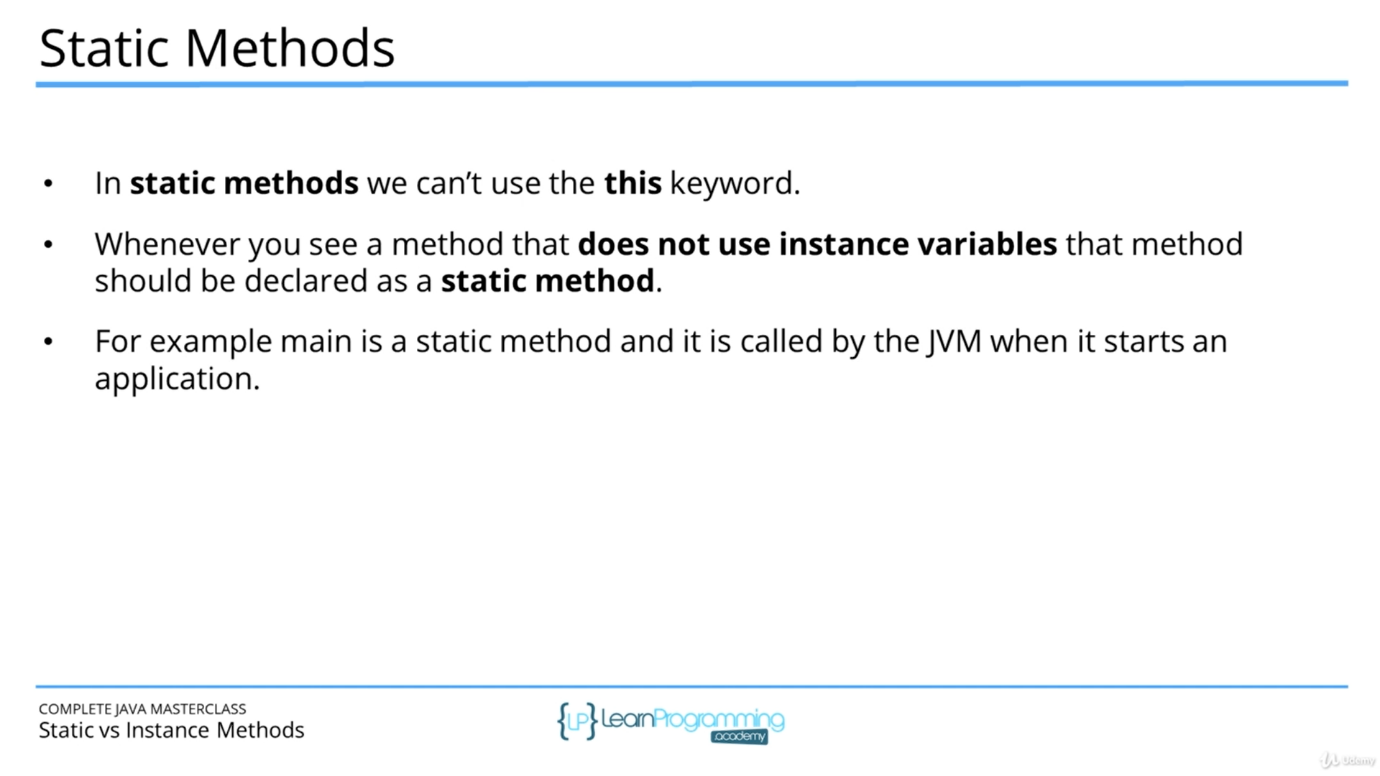 Static Methods
• In static methods we can’t use the this keyword.
• Whenever you see a method that does not use instance variables that method
should be declared as a static method.
• For example main is a static method and it is called by the JVM when it starts an
application.
COMPLETE JAVA MASTERCLASS
Static vs Instance Methods
{LP} LearnProgramming
.academy
Udemy